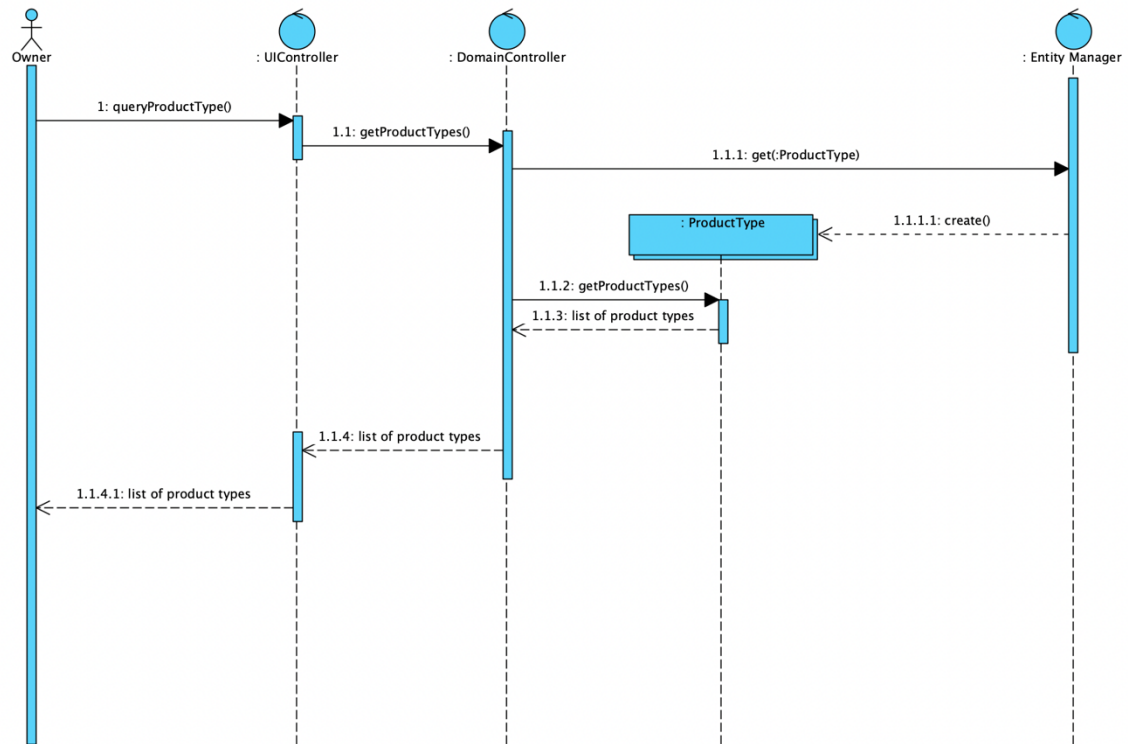 Owner
: UIController
: DomainController
: Entity Manager
1: queryProductType()
1.1: getProductTypes()
1.1.1: get(:ProductType)
1.1.1.1: create()
: ProductType
1.1.2: getProductTypes()
1.1.3: list of product types
1.1.4: list of product types
1.1.4.1: list of product types